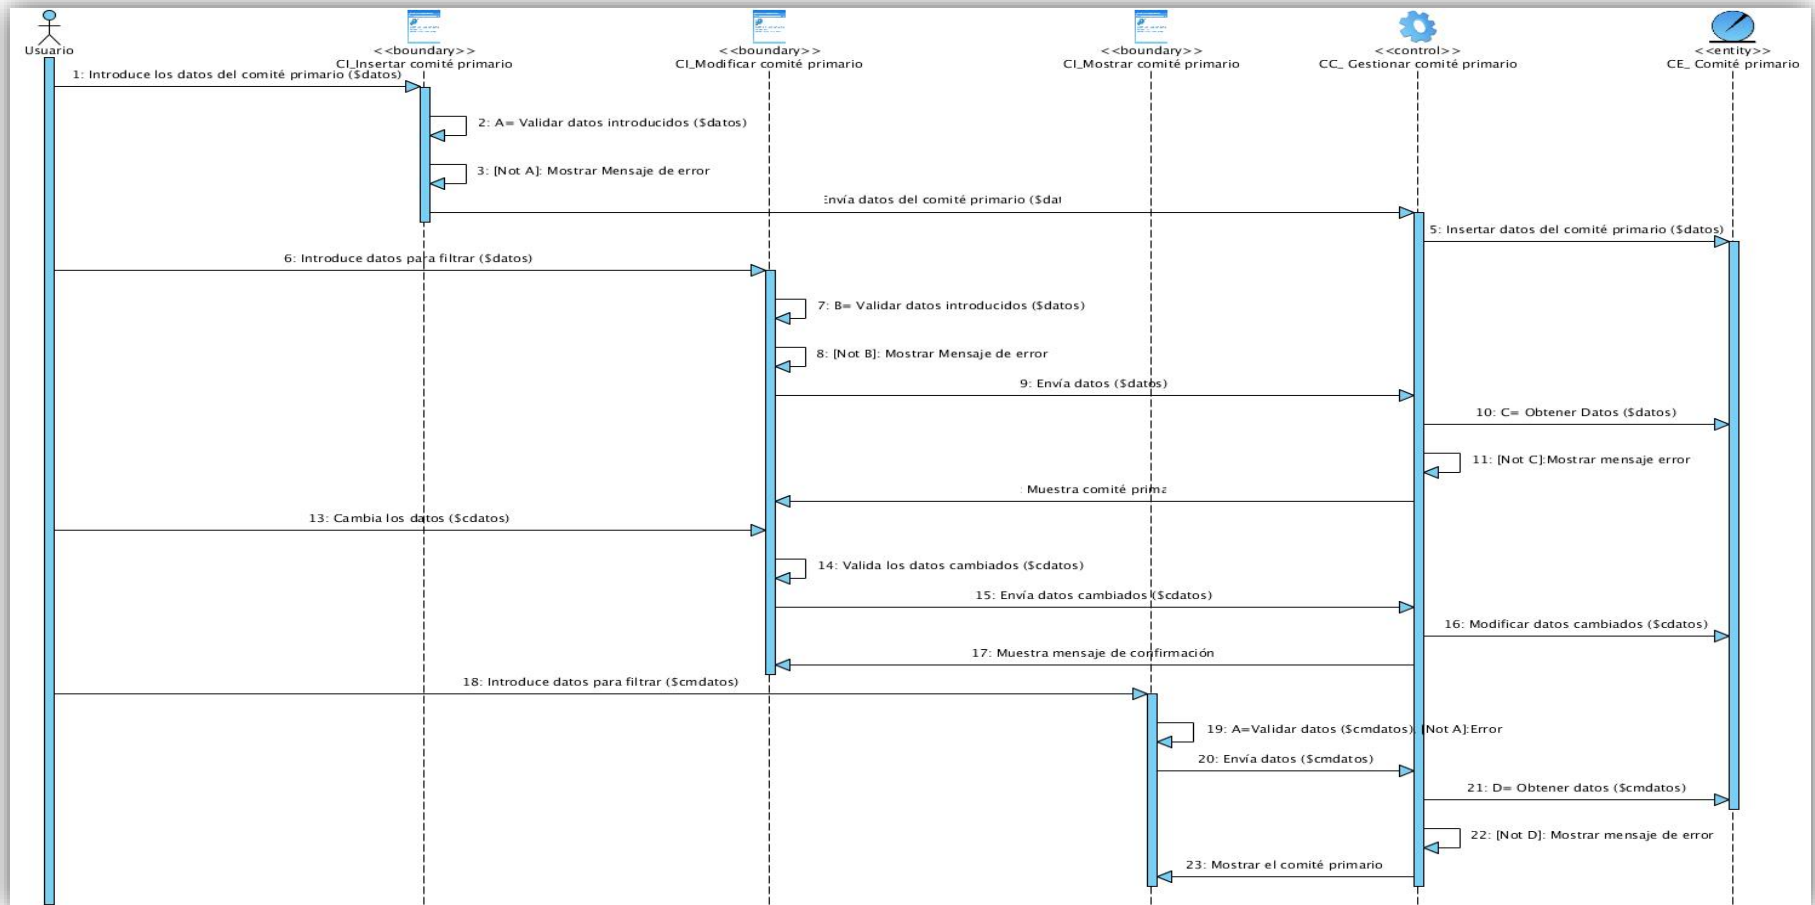 Usuario
<<boundary>>
CI_Insertar comité primario
<<boundary>>
CI_Modificar comité primario
<<boundary>>
CI_Mostrar comité primario
<<control>>
CC_ Gestionar comité primario
<<entity>>
CE_ Comité primario
1: Introduce los datos del comité primario ($datos)
2: A= Validar datos introducidos ($datos)
3: [Not A]: Mostrar Mensaje de error
Envía datos del comité primario ($dat
5: Insertar datos del comité primario ($datos)
6: Introduce datos para filtrar ($datos)
7: B= Validar datos introducidos ($datos)
8: [Not B]: Mostrar Mensaje de error
9: Envía datos ($datos)
10: C= Obtener Datos ($datos)
11: [Not C]:Mostrar mensaje error
: Muestra comité prima
13: Cambia los datos ($cdatos)
14: Valida los datos cambiados ($cdatos)
15: Envía datos cambiados ($cdatos)
16: Modificar datos cambiados ($cdatos)
17: Muestra mensaje de confirmación
18: Introduce datos para filtrar ($cmdatos)
19: A=Validar datos ($cmdatos), [Not A]:Error
20: Envía datos ($cmdatos)
21: D= Obtener datos ($cmdatos)
22: [Not D]: Mostrar mensaje de error
23: Mostrar el comité primario